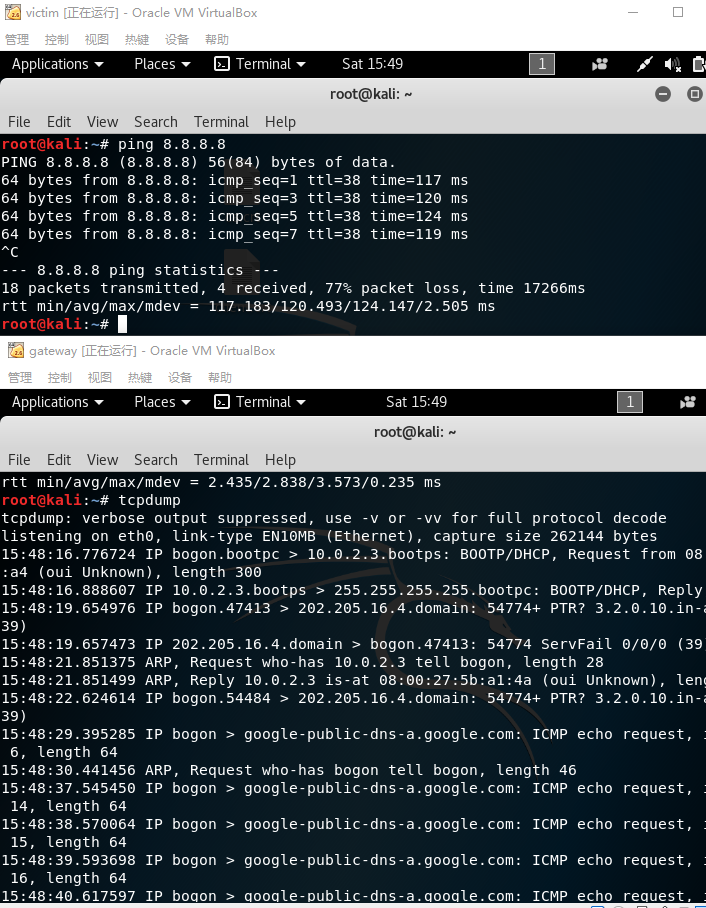 victim [正在运行] - Oracle VM VirtualBox
管理 控制 视图 热键 设备 帮助
Applications Places Terminal Sat 15:49 1
root@kali: ~
File Edit View Search Terminal Help
root@kali:~# ping 8.8.8.8
PING 8.8.8.8 (8.8.8.8) 56(84) bytes of data.
64 bytes from 8.8.8.8: icmp_seq=1 ttl=38 time=117 ms
64 bytes from 8.8.8.8: icmp_seq=3 ttl=38 time=120 ms
64 bytes from 8.8.8.8: icmp_seq=5 ttl=38 time=124 ms
64 bytes from 8.8.8.8: icmp_seq=7 ttl=38 time=119 ms
^C
--- 8.8.8.8 ping statistics ---
18 packets transmitted, 4 received, 77% packet loss, time 17266ms
rtt min/avg/max/mdev = 117.183/120.493/124.147/2.505 ms
root@kali:~#
gateway [正在运行] - Oracle VM VirtualBox
管理 控制 视图 热键 设备 帮助
Applications Places Terminal Sat 15:49 1
root@kali: ~
File Edit View Search Terminal Help
rtt min/avg/max/mdev = 2.435/2.838/3.573/0.235 ms
root@kali:~# tcpdump
tcpdump: verbose output suppressed, use -v or -vv for full protocol decode
listening on eth0, link-type EN10MB (Ethernet), capture size 262144 bytes
15:48:16.776724 IP bogon.bootpc > 10.0.2.3.bootps: BOOTP/DHCP, Request from 08
:a4 (oui Unknown), length 300
15:48:16.888607 IP 10.0.2.3.bootps > 255.255.255.255.bootpc: BOOTP/DHCP, Reply
15:48:19.654976 IP bogon.47413 > 202.205.16.4.domain: 54774+ PTR? 3.2.0.10.in-a
39)
15:48:19.657473 IP 202.205.16.4.domain > bogon.47413: 54774 ServFail 0/0/0 (39
15:48:21.851375 ARP, Request who-has 10.0.2.3 tell bogon, length 28
15:48:21.851499 ARP, Reply 10.0.2.3 is-at 08:00:27:5b:a1:4a (oui Unknown), leng
15:48:22.624614 IP bogon.54484 > 202.205.16.4.domain: 54774+ PTR? 3.2.0.10.in-a
39)
15:48:29.395285 IP bogon > google-public-dns-a.google.com: ICMP echo request, i
6, length 64
15:48:30.441456 ARP, Request who-has bogon tell bogon, length 46
15:48:37.545450 IP bogon > google-public-dns-a.google.com: ICMP echo request, i
14, length 64
15:48:38.570064 IP bogon > google-public-dns-a.google.com: ICMP echo request, i
15, length 64
15:48:39.593698 IP bogon > google-public-dns-a.google.com: ICMP echo request, i
16, length 64
15:48:40.617597 IP bogon > google-public-dns-a.google.com: ICMP echo request, i